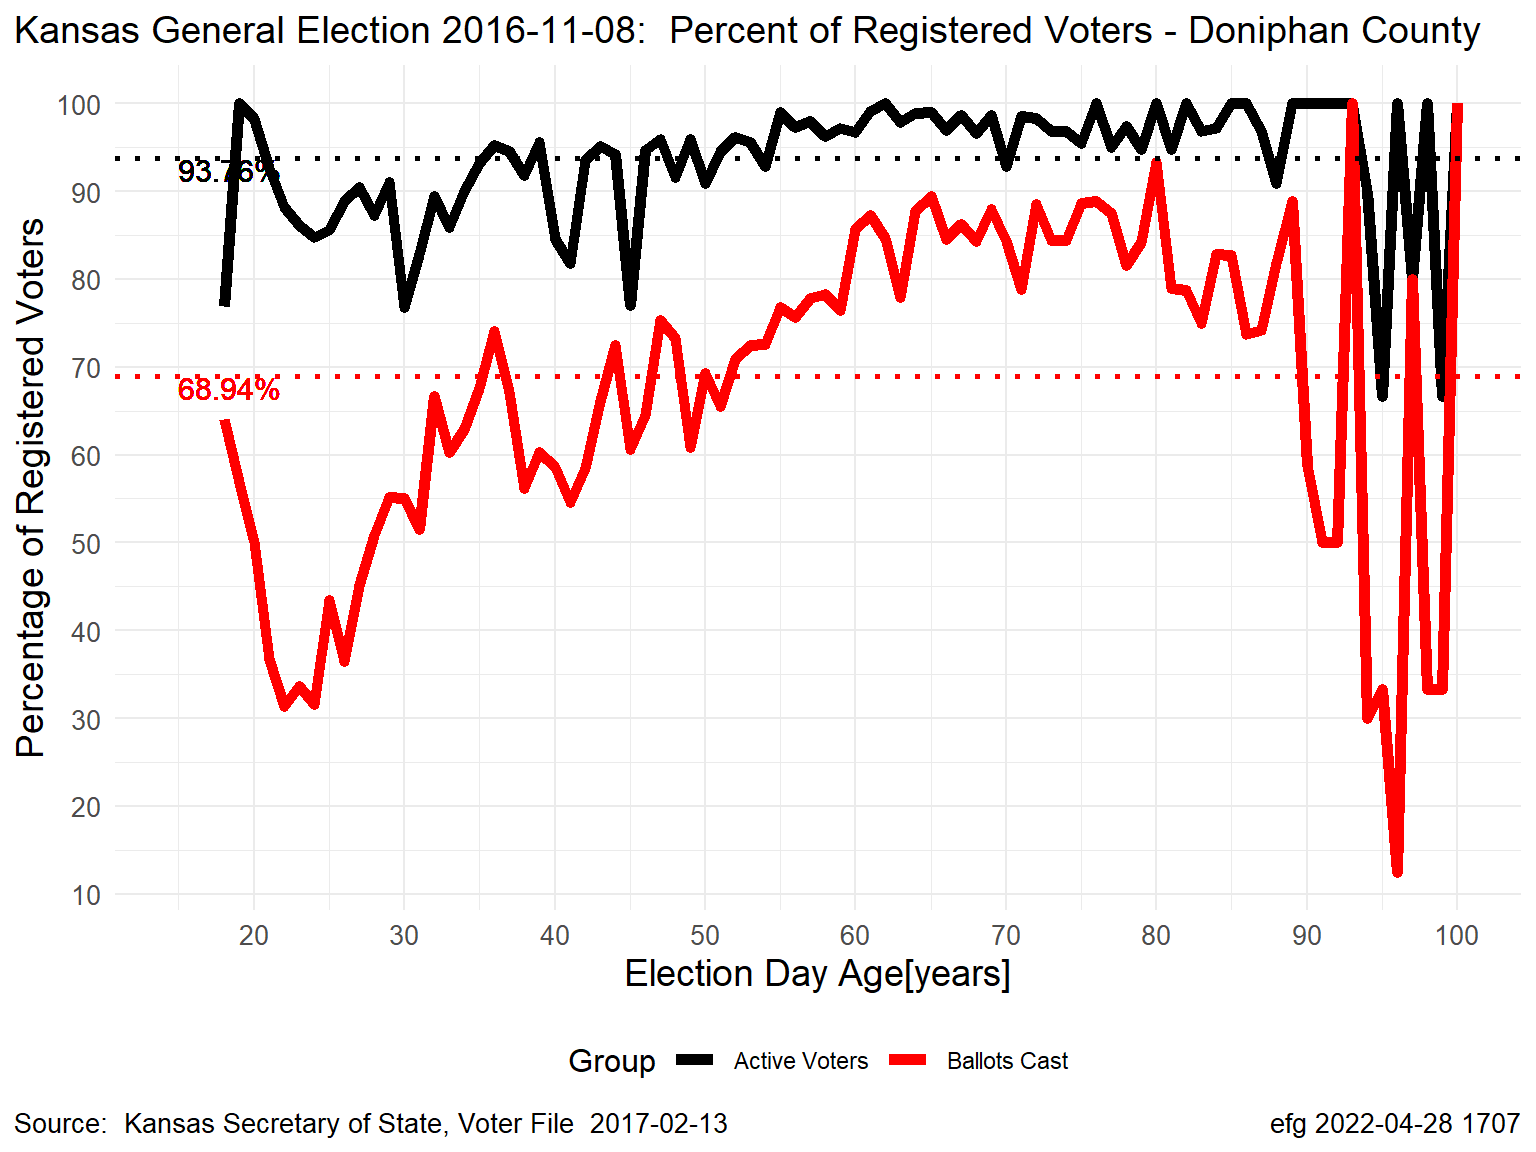 Kansas General Election 2016-11-08:  Percent of Registered Voters - Doniphan County
Percentage of Registered Voters
100
90
80
70
60
50
40
30
20
10
93.76%
68.94%
20 30 40 50 60 70 80 90 100
Election Day Age[years]
Group Active Voters Ballots Cast
Source:  Kansas Secretary of State, Voter File  2017-02-13
efg 2022-04-28 1707